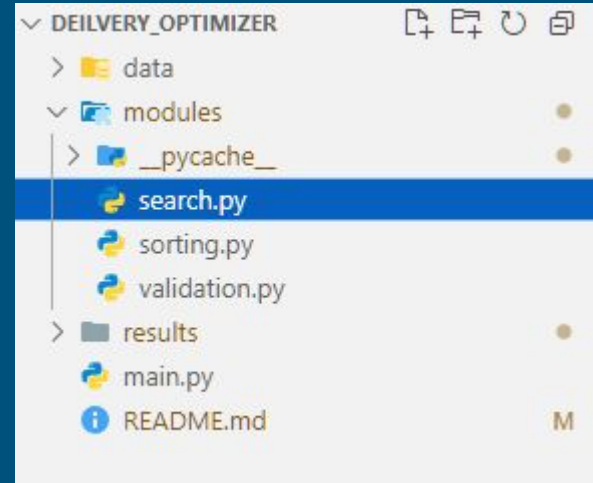 DEILVERY_OPTIMIZER
data
modules
__pycache__
search.py
sorting.py
validation.py
results
main.py
README.md M